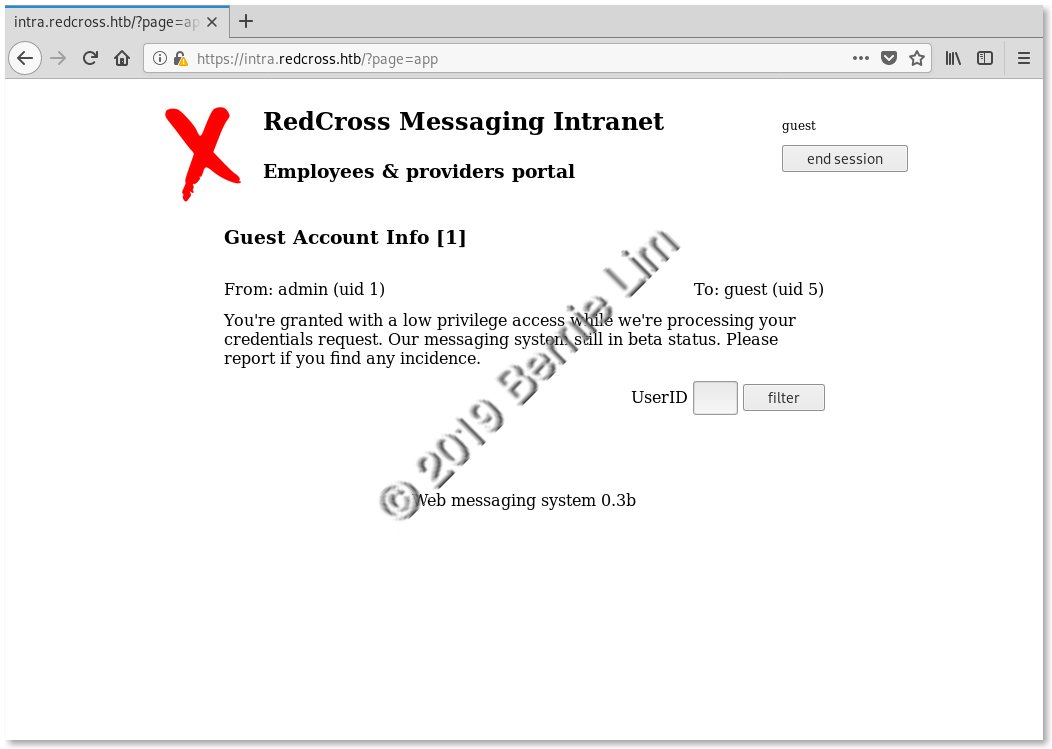 intra.redcross.htb/?page=ap
https://intra.redcross.htb/?page=app
RedCross Messaging Intranet
guest
end session
Employees & providers portal
Guest Account Info [1]
From: admin (uid 1) To: guest (uid 5)
You're granted with a low privilege access while we're processing your
credentials request. Our messaging system still in beta status. Please
report if you find any incidence.
UserID filter
© 2019 Bernie Lim
Web messaging system 0.3b